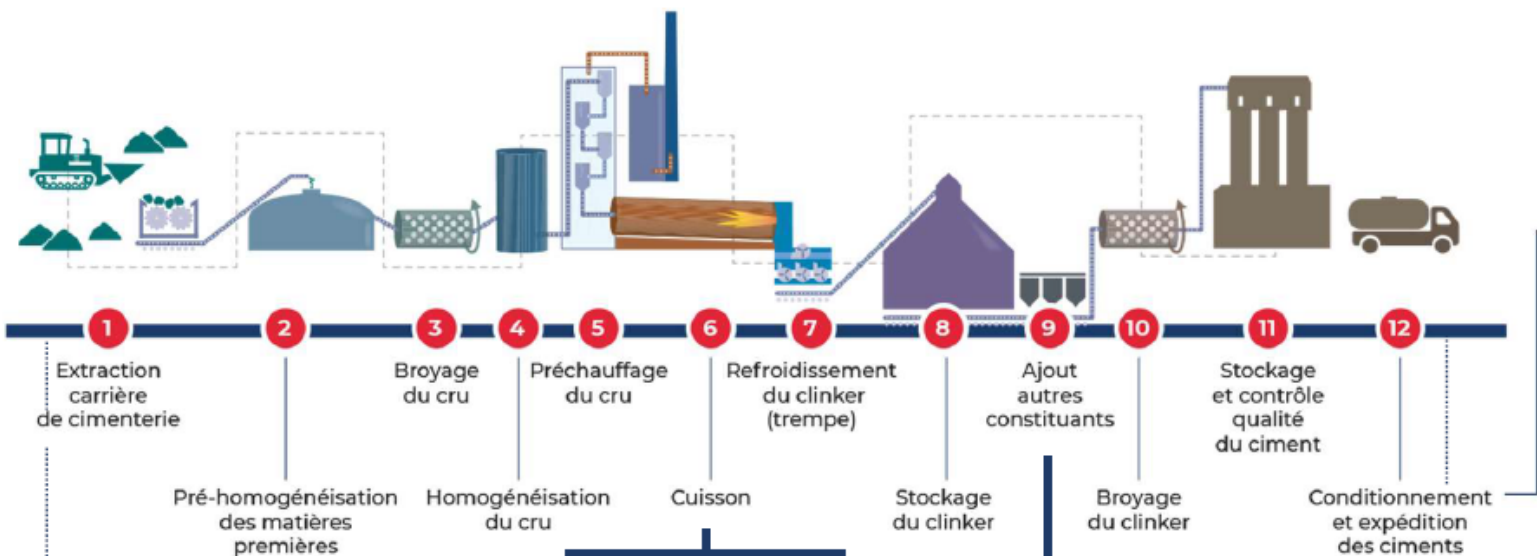 1
Extraction
carrière
de cimenterie
2
Pré-homogénéisation
des matières
premières
3
Broyage
du cru
4
Homogénéisation
du cru
5
Préchauffage
du cru
6
Cuisson
7
Refroidissement
du clinker
(trempe)
8
Stockage
du clinker
9
Ajout
autres
constituants
10
Broyage
du clinker
11
Stockage
et contrôle
qualité
du ciment
12
Conditionnement
et expédition
des ciments